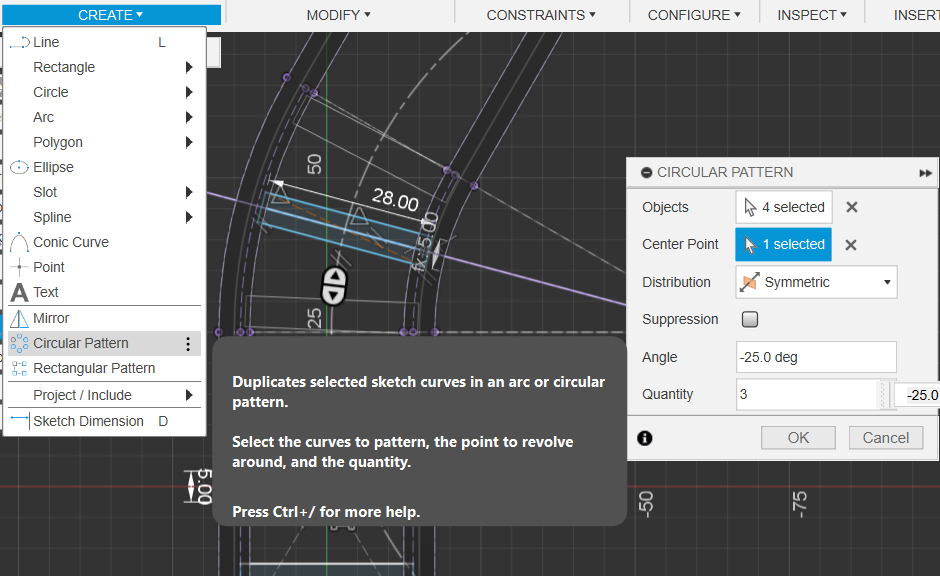 CREATE
MODIFY
CONSTRAINTS
CONFIGURE
INSPECT
INSERT
Line L
Rectangle
Circle
Arc
Polygon
Ellipse
Slot
Spline
Conic Curve
Point
Text
Mirror
Circular Pattern
Rectangular Pattern
Project / Include
Sketch Dimension D
50
28.00
fx:5.00
25
5.00
-50
-75
Duplicates selected sketch curves in an arc or circular
pattern.
Select the curves to pattern, the point to revolve
around, and the quantity.
Press Ctrl+/ for more help.
CIRCULAR PATTERN
Objects 4 selected
Center Point 1 selected
Distribution Symmetric
Suppression
Angle -25.0 deg
Quantity 3
-25.0
OK Cancel